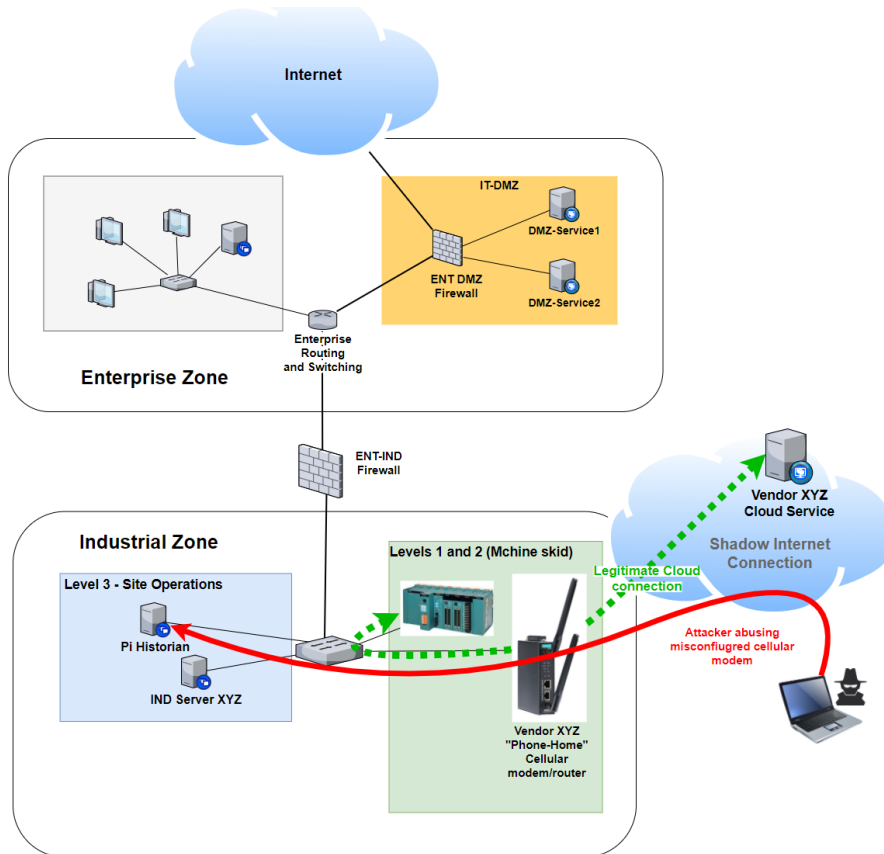 Internet
IT-DMZ
DMZ-Service1
ENT DMZ
Firewall
DMZ-Service2
Enterprise
Routing
and Switching
Enterprise Zone
ENT-IND
Firewall
Vendor XYZ
Cloud Service
Shadow Internet
Connection
Industrial Zone
Levels 1 and 2 (Mchine skid)
Legitimate Cloud
connection
Level 3 - Site Operations
Pi Historian
IND Server XYZ
Attacker abusing
misconfiugred cellular
modem
Vendor XYZ
"Phone-Home"
Cellular
modem/router